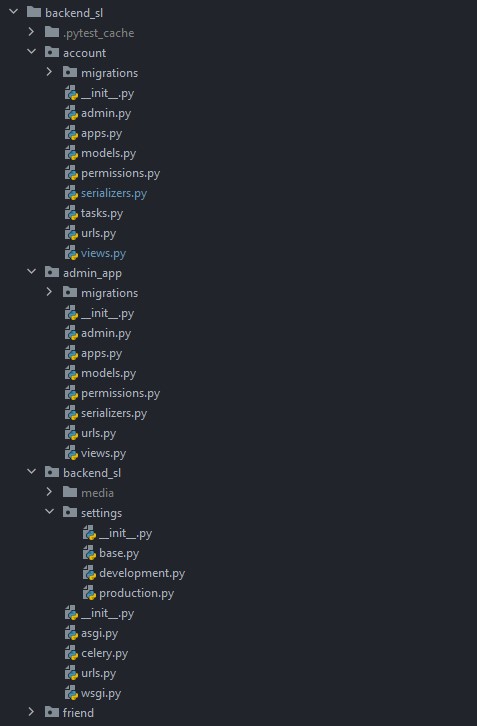 backend_sl
.pytest_cache
account
migrations
__init__.py
admin.py
apps.py
models.py
permissions.py
serializers.py
tasks.py
urls.py
views.py
admin_app
migrations
__init__.py
admin.py
apps.py
models.py
permissions.py
serializers.py
urls.py
views.py
backend_sl
media
settings
__init__.py
base.py
development.py
production.py
__init__.py
asgi.py
celery.py
urls.py
wsgi.py
friend